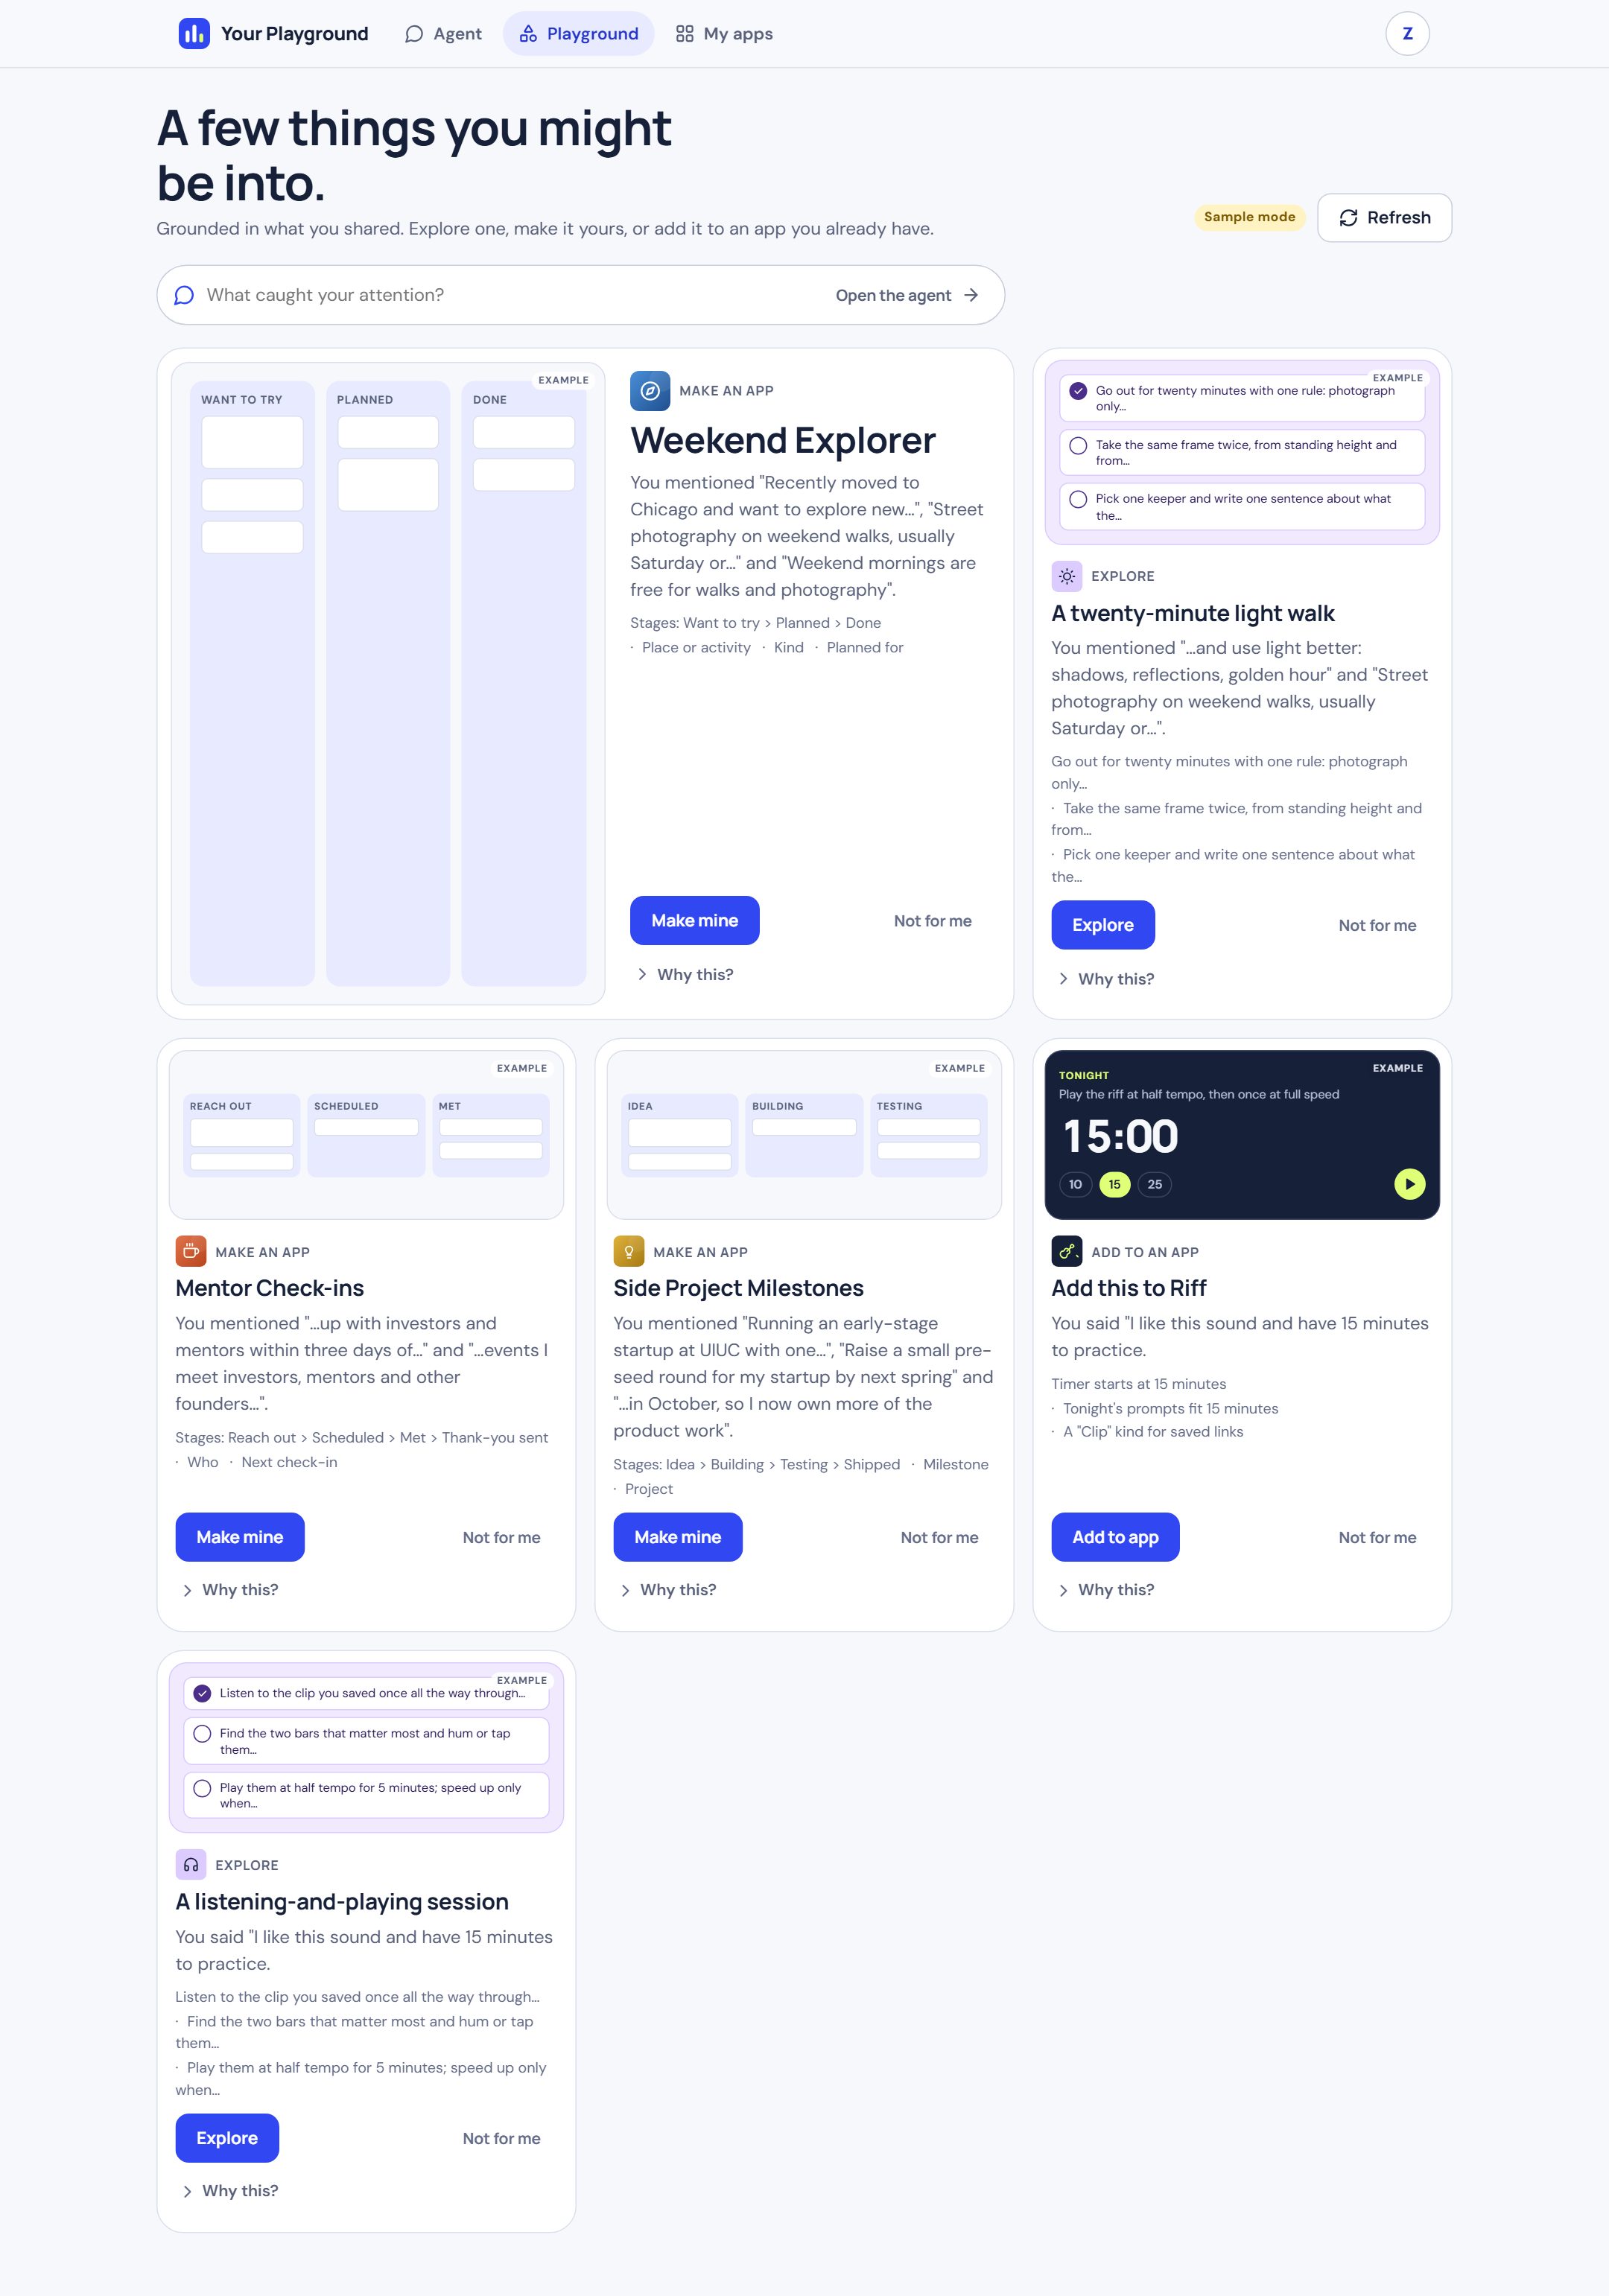 Your Playground
Agent
Playground
My apps
Z
A few things you might
be into.
Grounded in what you shared. Explore one, make it yours, or add it to an app you already have.
Sample mode
Refresh
What caught your attention?
Open the agent
WANT TO TRY
PLANNED
DONE
EXAMPLE
MAKE AN APP
Weekend Explorer
You mentioned "Recently moved to
Chicago and want to explore new…", "Street
photography on weekend walks, usually
Saturday or…" and "Weekend mornings are
free for walks and photography".
Stages: Want to try > Planned > Done
· Place or activity · Kind · Planned for
Make mine
Not for me
Why this?
EXAMPLE
Go out for twenty minutes with one rule: photograph
only…
Take the same frame twice, from standing height and
from…
Pick one keeper and write one sentence about what
the…
EXPLORE
A twenty-minute light walk
You mentioned "…and use light better:
shadows, reflections, golden hour" and "Street
photography on weekend walks, usually
Saturday or…".
Go out for twenty minutes with one rule: photograph
only…
· Take the same frame twice, from standing height and
from…
· Pick one keeper and write one sentence about what
the…
Explore
Not for me
Why this?
EXAMPLE
REACH OUT
SCHEDULED
MET
MAKE AN APP
Mentor Check-ins
You mentioned "…up with investors and
mentors within three days of…" and "…events I
meet investors, mentors and other
founders…".
Stages: Reach out > Scheduled > Met > Thank-you sent
· Who · Next check-in
Make mine
Not for me
Why this?
EXAMPLE
IDEA
BUILDING
TESTING
MAKE AN APP
Side Project Milestones
You mentioned "Running an early-stage
startup at UIUC with one…", "Raise a small pre-
seed round for my startup by next spring" and
"…in October, so I now own more of the
product work".
Stages: Idea > Building > Testing > Shipped · Milestone
· Project
Make mine
Not for me
Why this?
EXAMPLE
TONIGHT
Play the riff at half tempo, then once at full speed
15:00
10
15
25
ADD TO AN APP
Add this to Riff
You said "I like this sound and have 15 minutes
to practice.
Timer starts at 15 minutes
· Tonight's prompts fit 15 minutes
· A "Clip" kind for saved links
Add to app
Not for me
Why this?
EXAMPLE
Listen to the clip you saved once all the way through…
Find the two bars that matter most and hum or tap
them…
Play them at half tempo for 5 minutes; speed up only
when…
EXPLORE
A listening-and-playing session
You said "I like this sound and have 15 minutes
to practice.
Listen to the clip you saved once all the way through…
· Find the two bars that matter most and hum or tap
them…
· Play them at half tempo for 5 minutes; speed up only
when…
Explore
Not for me
Why this?